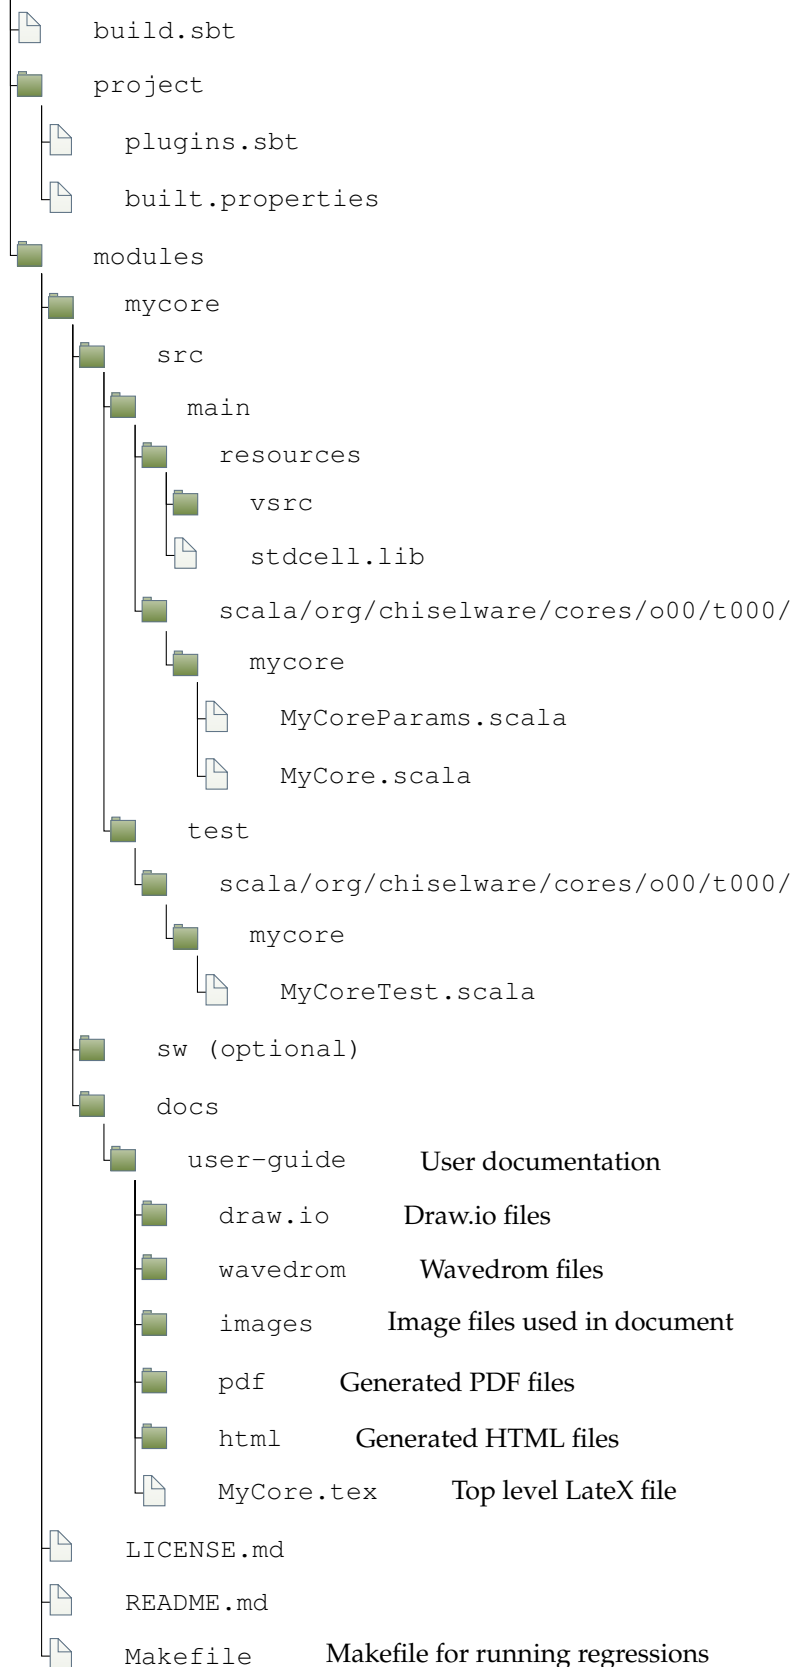 build.sbt
project
plugins.sbt
built.properties
modules
mycore
src
main
resources
vsrc
stdcell.lib
scala/org/chiselware/cores/o00/t000/
mycore
MyCoreParams.scala
MyCore.scala
test
scala/org/chiselware/cores/o00/t000/
mycore
MyCoreTest.scala
sw (optional)
docs
user-guide User documentation
draw.io Draw.io files
wavedrom Wavedrom files
images Image files used in document
pdf Generated PDF files
html Generated HTML files
MyCore.tex Top level LateX file
LICENSE.md
README.md
Makefile Makefile for running regressions